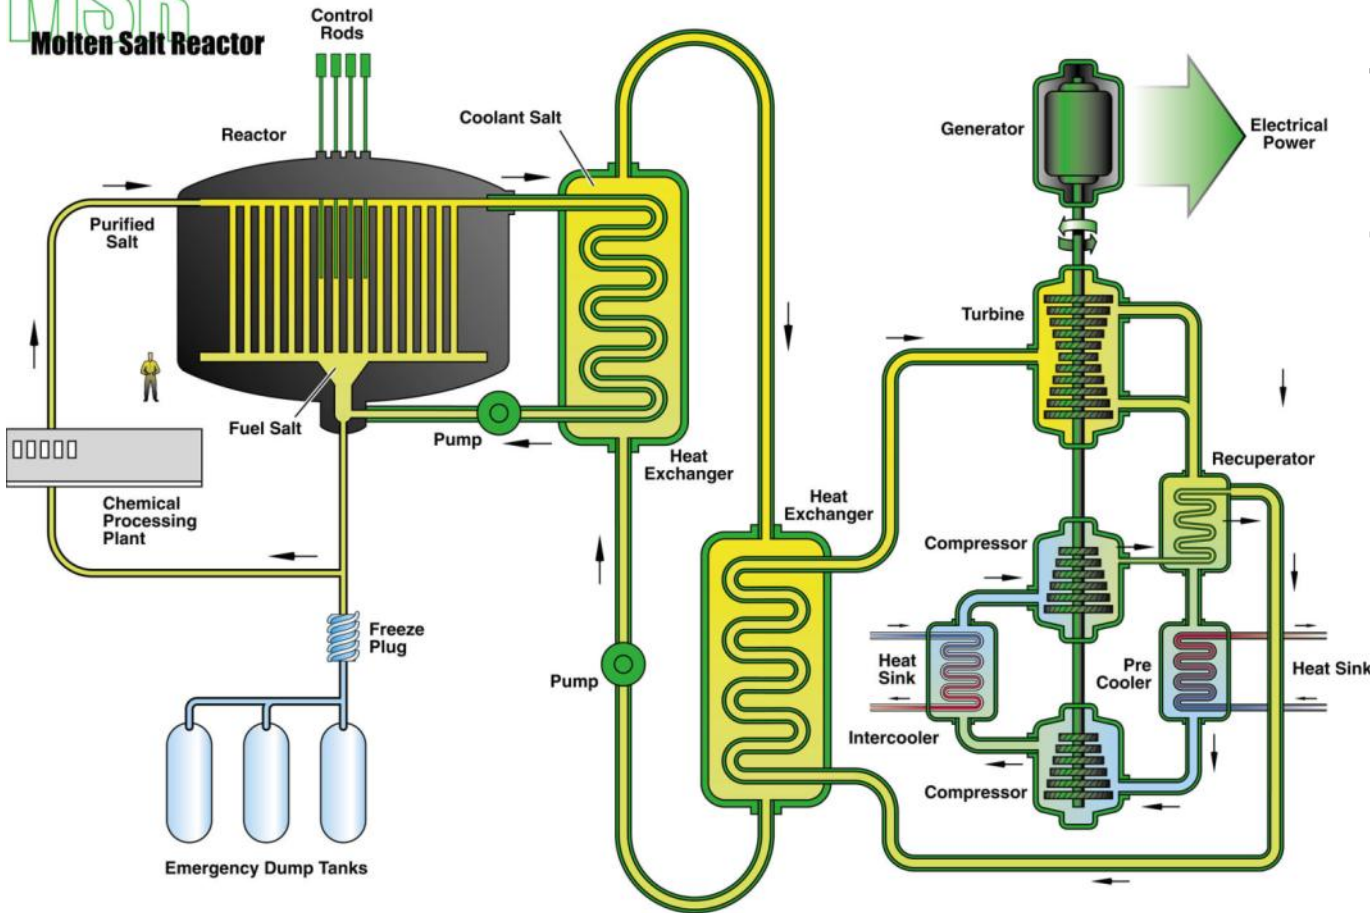 MSR
Molten Salt Reactor
Control
Rods
Reactor
Coolant Salt
Generator
Electrical
Power
Purified
Salt
Turbine
Fuel Salt
Pump
Heat
Exchanger
Recuperator
Chemical
Processing
Plant
Heat
Exchanger
Compressor
Freeze
Plug
Pump
Heat
Sink
Pre
Cooler
Heat Sink
Intercooler
Compressor
Emergency Dump Tanks